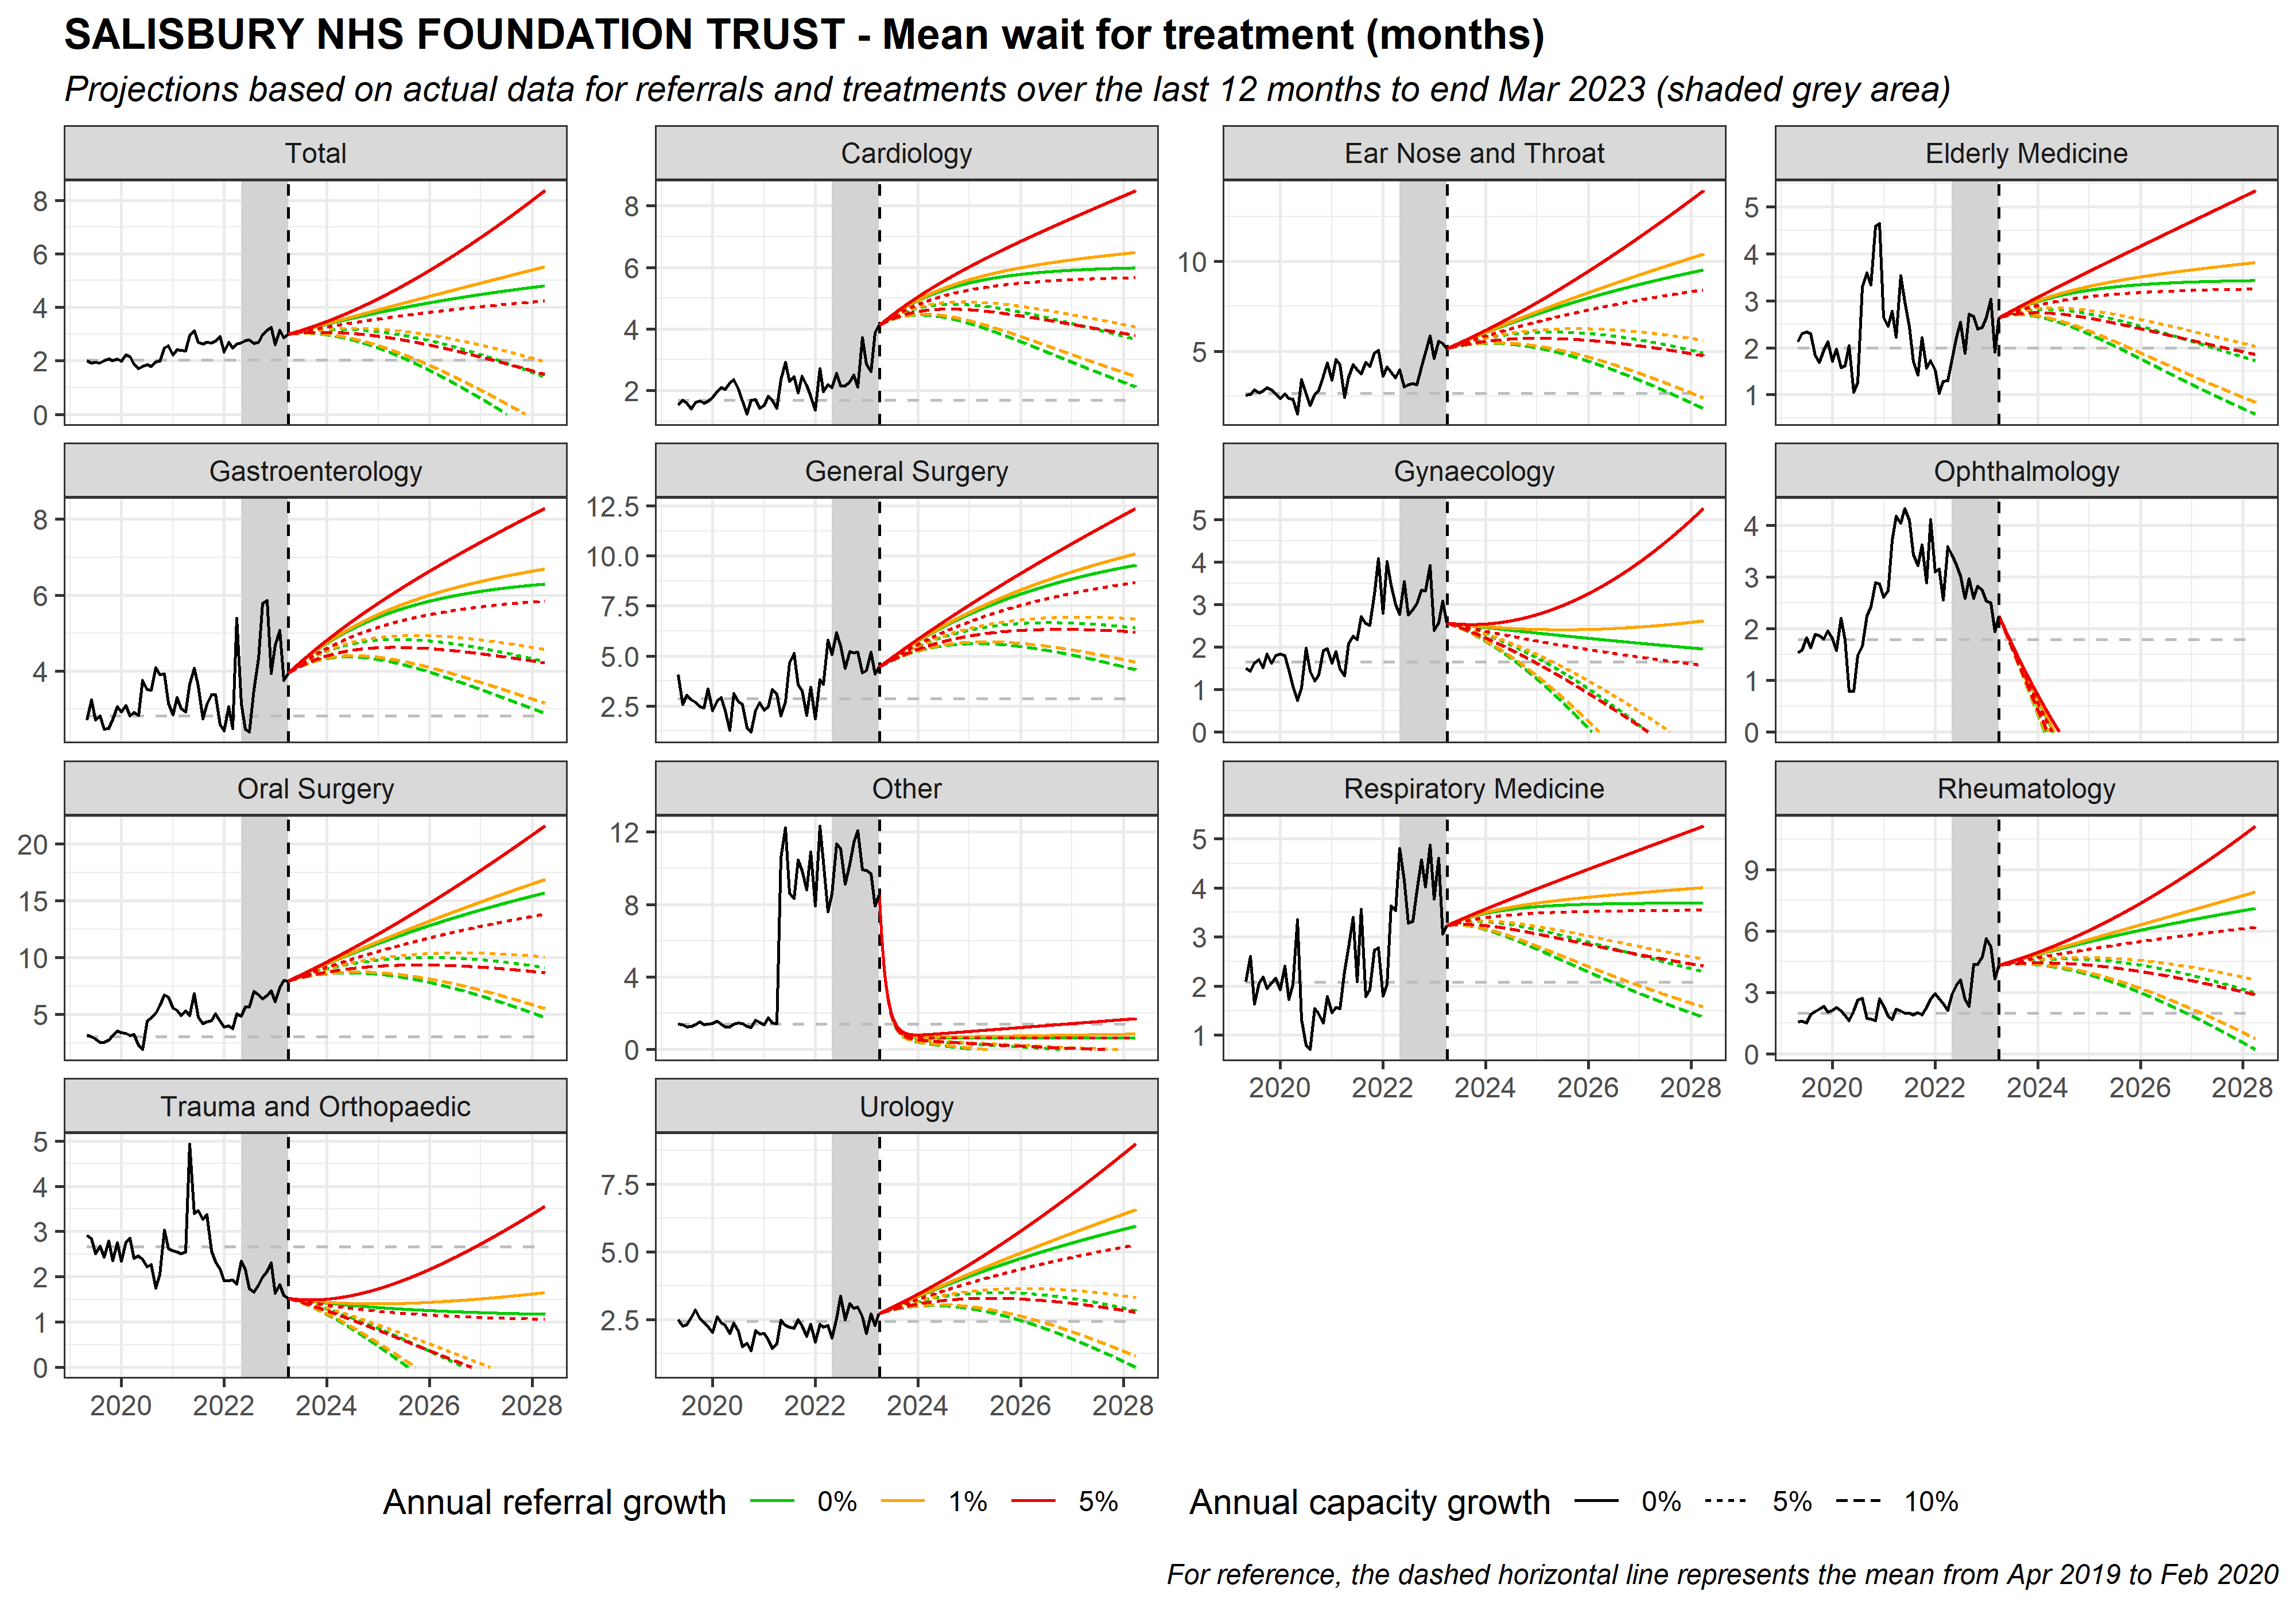 SALISBURY NHS FOUNDATION TRUST - Mean wait for treatment (months)
Projections based on actual data for referrals and treatments over the last 12 months to end Mar 2023 (shaded grey area)
Total
8
6
4
2
0
Cardiology
8
6
4
2
Ear Nose and Throat
10
5
Elderly Medicine
5
4
3
2
1
Gastroenterology
8
6
4
General Surgery
12.5
10.0
7.5
5.0
2.5
Gynaecology
5
4
3
2
1
0
Ophthalmology
4
3
2
1
0
Oral Surgery
20
15
10
5
Other
12
8
4
0
Respiratory Medicine
5
4
3
2
1
2020 2022 2024 2026 2028
Rheumatology
9
6
3
0
2020 2022 2024 2026 2028
Trauma and Orthopaedic
5
4
3
2
1
0
2020 2022 2024 2026 2028
Urology
7.5
5.0
2.5
2020 2022 2024 2026 2028
Annual referral growth 0% 1% 5%
Annual capacity growth 0% 5% 10%
For reference, the dashed horizontal line represents the mean from Apr 2019 to Feb 2020